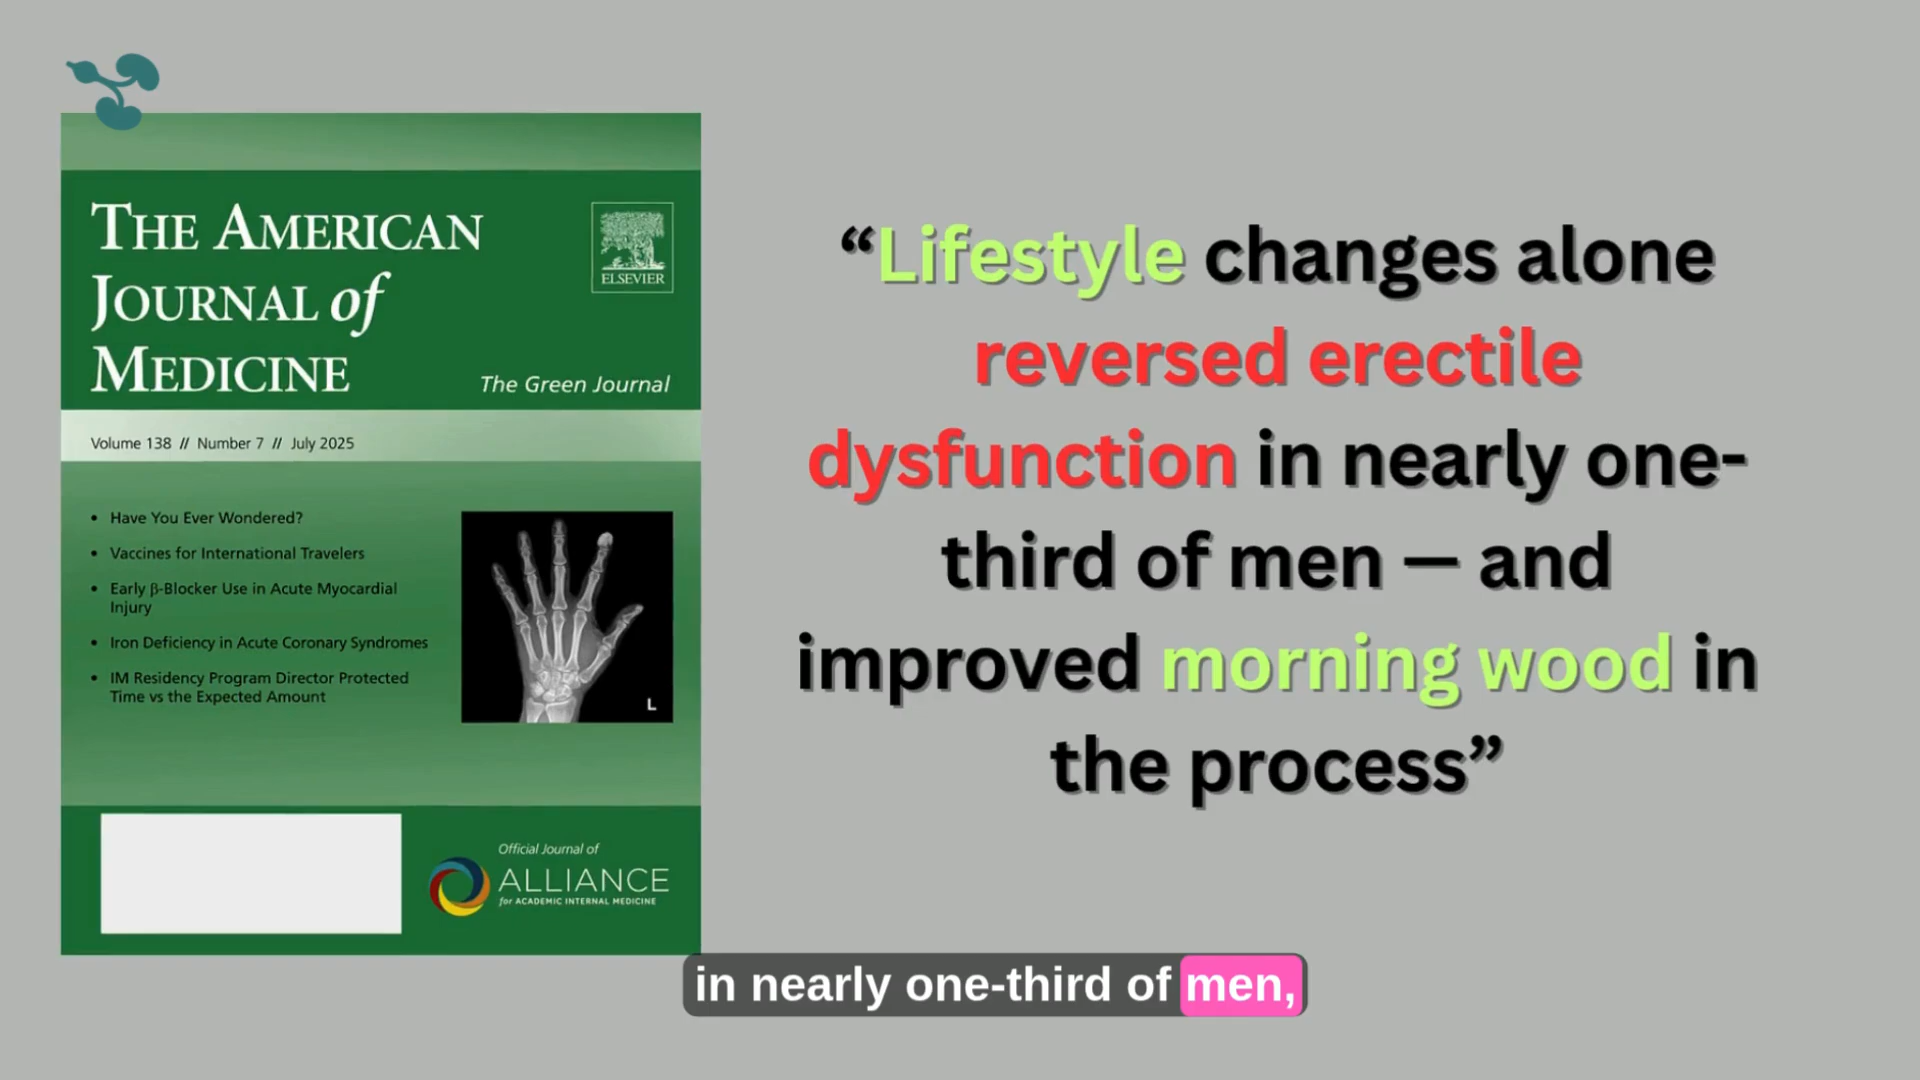 THE AMERICAN
JOURNAL of
MEDICINE
ELSEVIER
The Green Journal
Volume 138 // Number 7 // July 2025
• Have You Ever Wondered?
• Vaccines for International Travelers
• Early β-Blocker Use in Acute Myocardial
Injury
• Iron Deficiency in Acute Coronary Syndromes
• IM Residency Program Director Protected
Time vs the Expected Amount
L
Official Journal of
ALLIANCE
for ACADEMIC INTERNAL MEDICINE
“Lifestyle changes alone
reversed erectile
dysfunction in nearly one-
third of men — and
improved morning wood in
the process”
in nearly one-third of men,